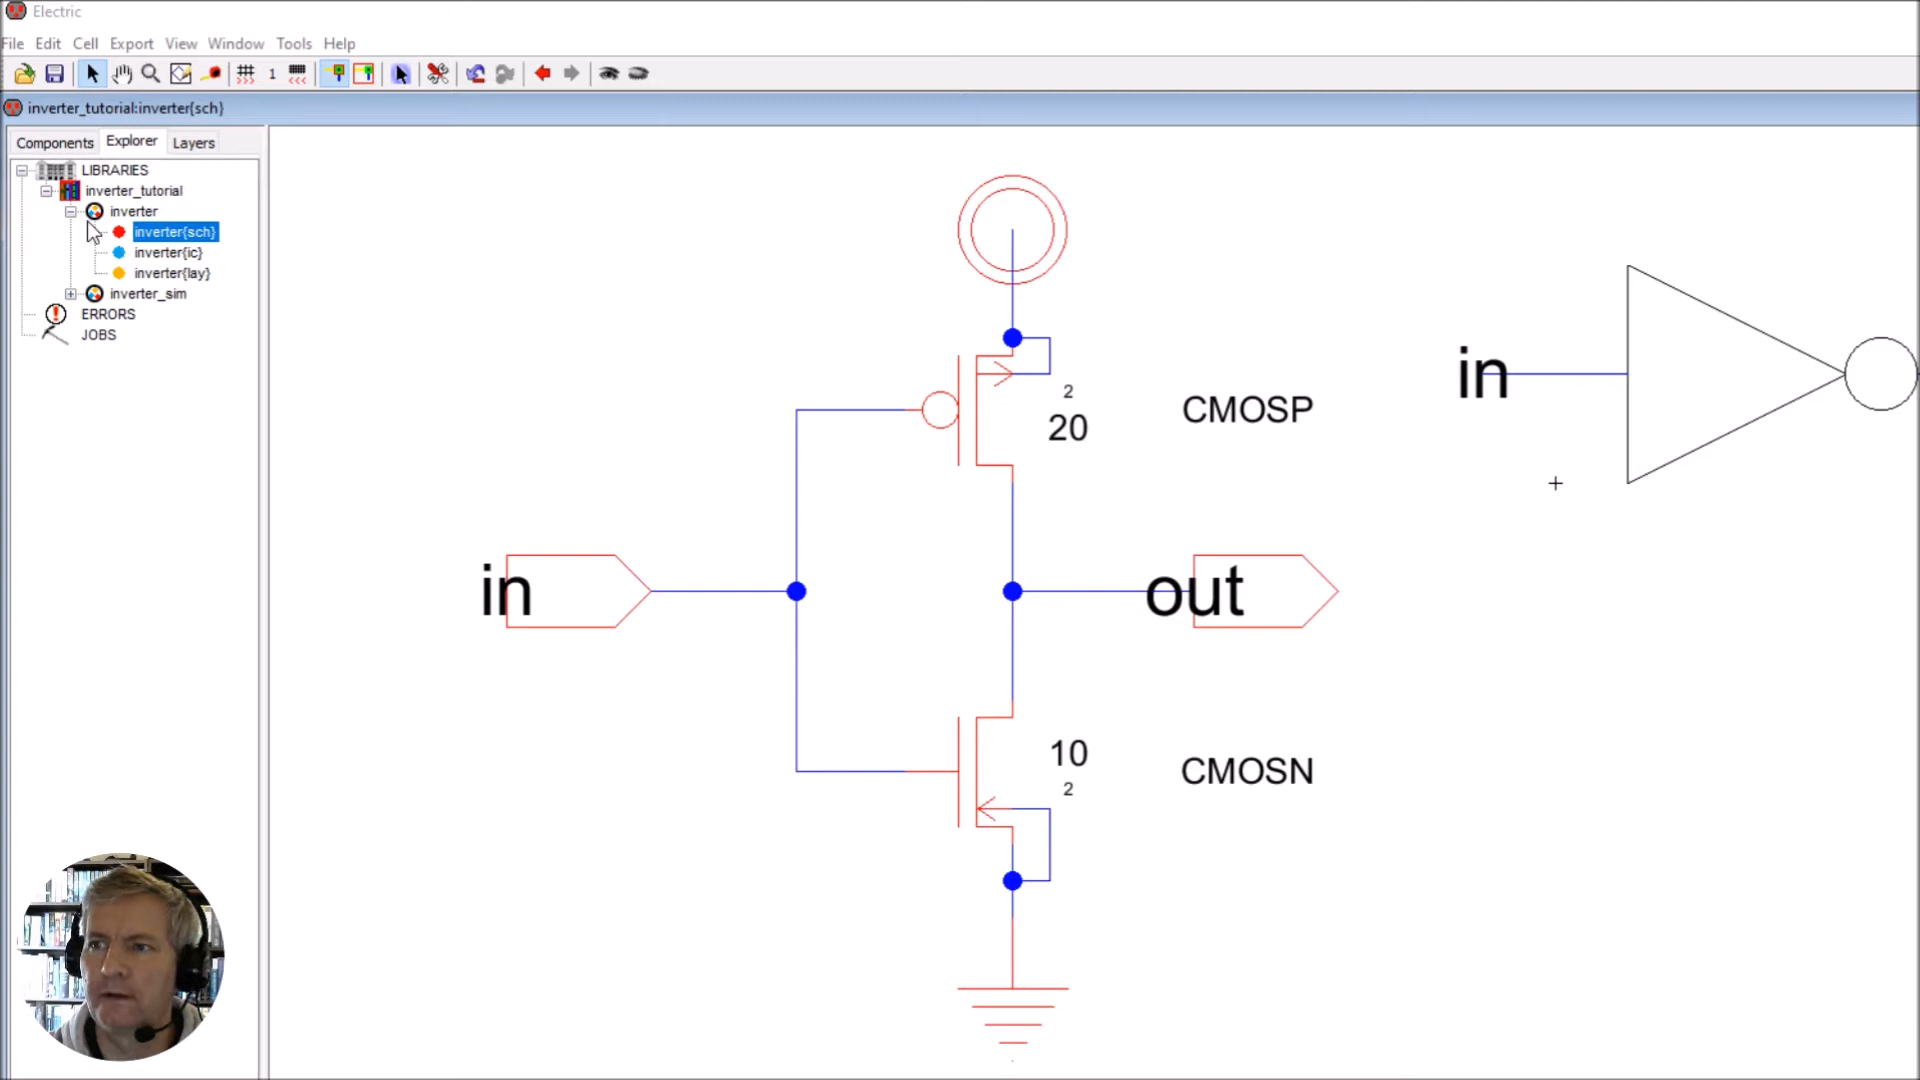 Electric
File Edit Cell Export View Window Tools Help
1
inverter_tutorial:inverter{sch}
Components Explorer Layers
LIBRARIES
inverter_tutorial
inverter
inverter{sch}
inverter{ic}
inverter{lay}
inverter_sim
ERRORS
JOBS
in
2
20
CMOSP
in
out
10
2
CMOSN